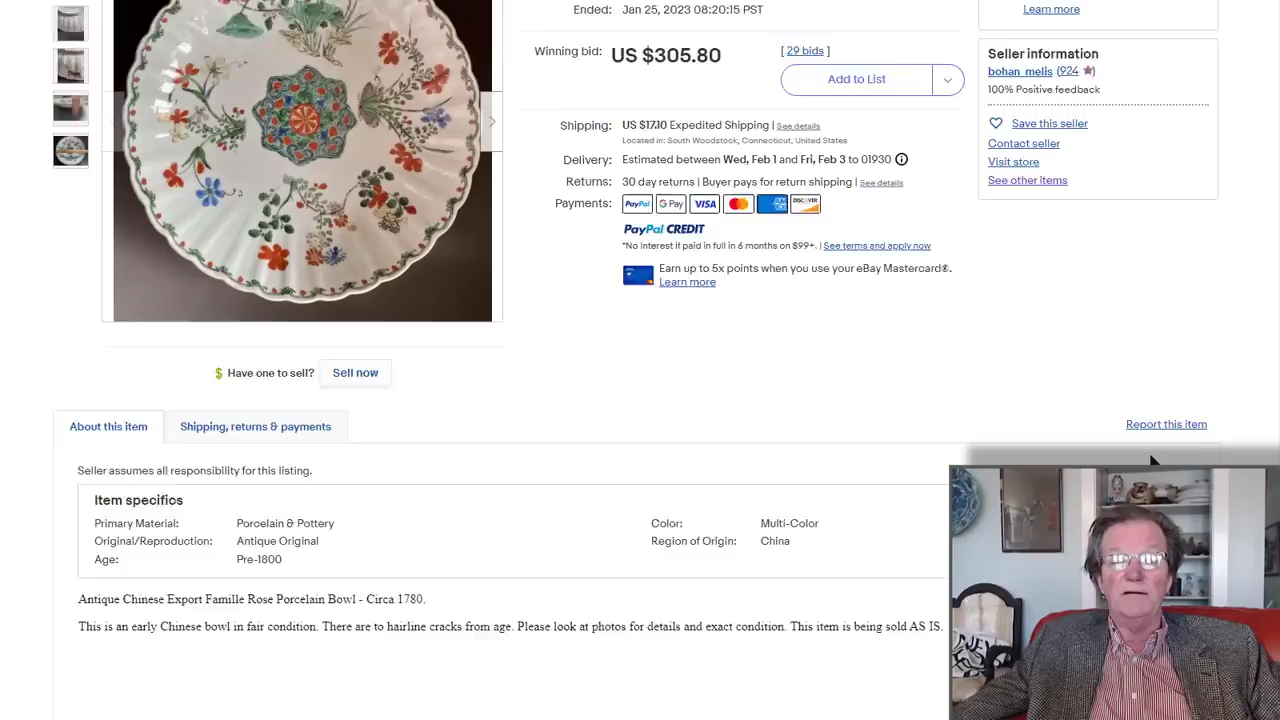 Ended: Jan 25, 2023 08:20:15 PST
Learn more
Winning bid: US $305.80 [ 29 bids ]
Add to List
Seller information
bohan_melis (924 ★)
100% Positive feedback
Save this seller
Contact seller
Visit store
See other items
Shipping: US $17.10 Expedited Shipping | See details
Located in: South Woodstock, Connecticut, United States
Delivery: Estimated between Wed, Feb 1 and Fri, Feb 3 to 01930
Returns: 30 day returns | Buyer pays for return shipping | See details
Payments: PayPal G Pay VISA DISCOVER
PayPal CREDIT
*No Interest if paid in full in 6 months on $99+. | See terms and apply now
Earn up to 5x points when you use your eBay Mastercard®.
Learn more
Have one to sell? Sell now
About this item
Shipping, returns & payments
Report this item
Seller assumes all responsibility for this listing.
Item specifics
Primary Material: Porcelain & Pottery
Color: Multi-Color
Original/Reproduction: Antique Original
Region of Origin: China
Age: Pre-1800
Antique Chinese Export Famille Rose Porcelain Bowl - Circa 1780.
This is an early Chinese bowl in fair condition. There are to hairline cracks from age. Please look at photos for details and exact condition. This item is being sold AS IS.